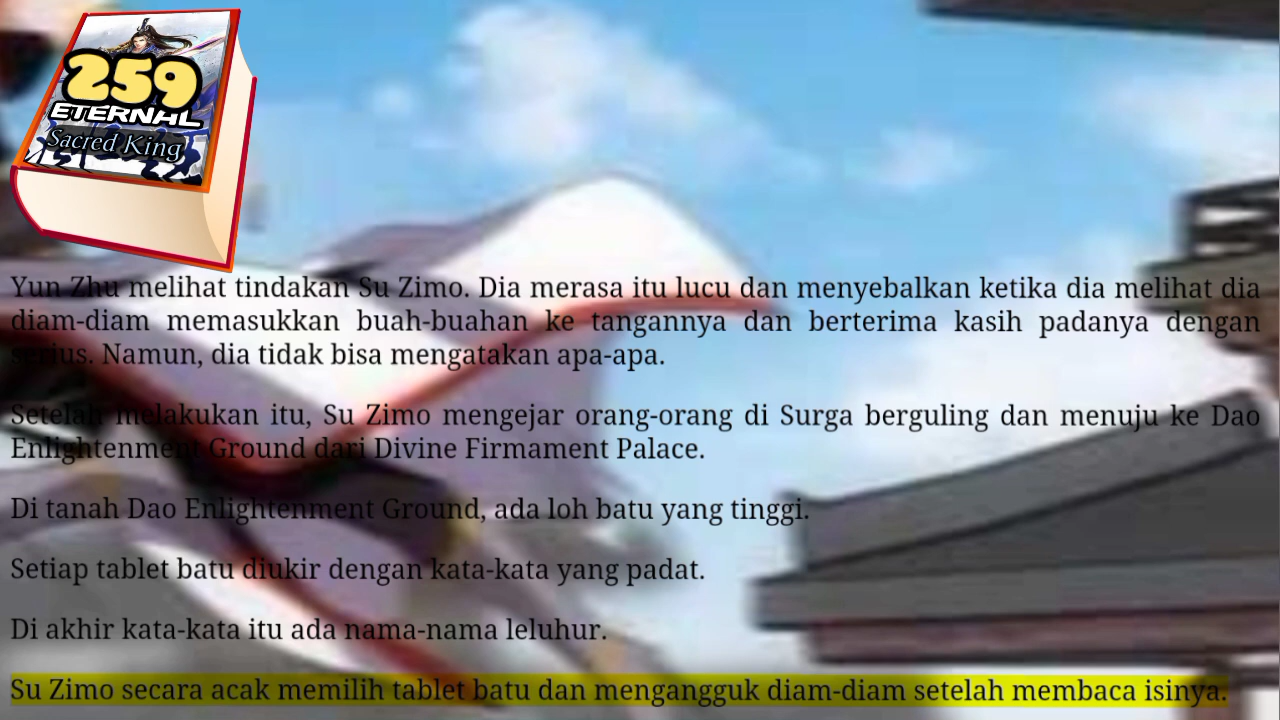 259
ETERNAL
Sacred King
Yun Zhu melihat tindakan Su Zimo. Dia merasa itu lucu dan menyebalkan ketika dia melihat dia
diam-diam memasukkan buah-buahan ke tangannya dan berterima kasih padanya dengan
serius. Namun, dia tidak bisa mengatakan apa-apa.
Setelah melakukan itu, Su Zimo mengejar orang-orang di Surga berguling dan menuju ke Dao
Enlightenment Ground dari Divine Firmament Palace.
Di tanah Dao Enlightenment Ground, ada loh batu yang tinggi.
Setiap tablet batu diukir dengan kata-kata yang padat.
Di akhir kata-kata itu ada nama-nama leluhur.
Su Zimo secara acak memilih tablet batu dan mengangguk diam-diam setelah membaca isinya.